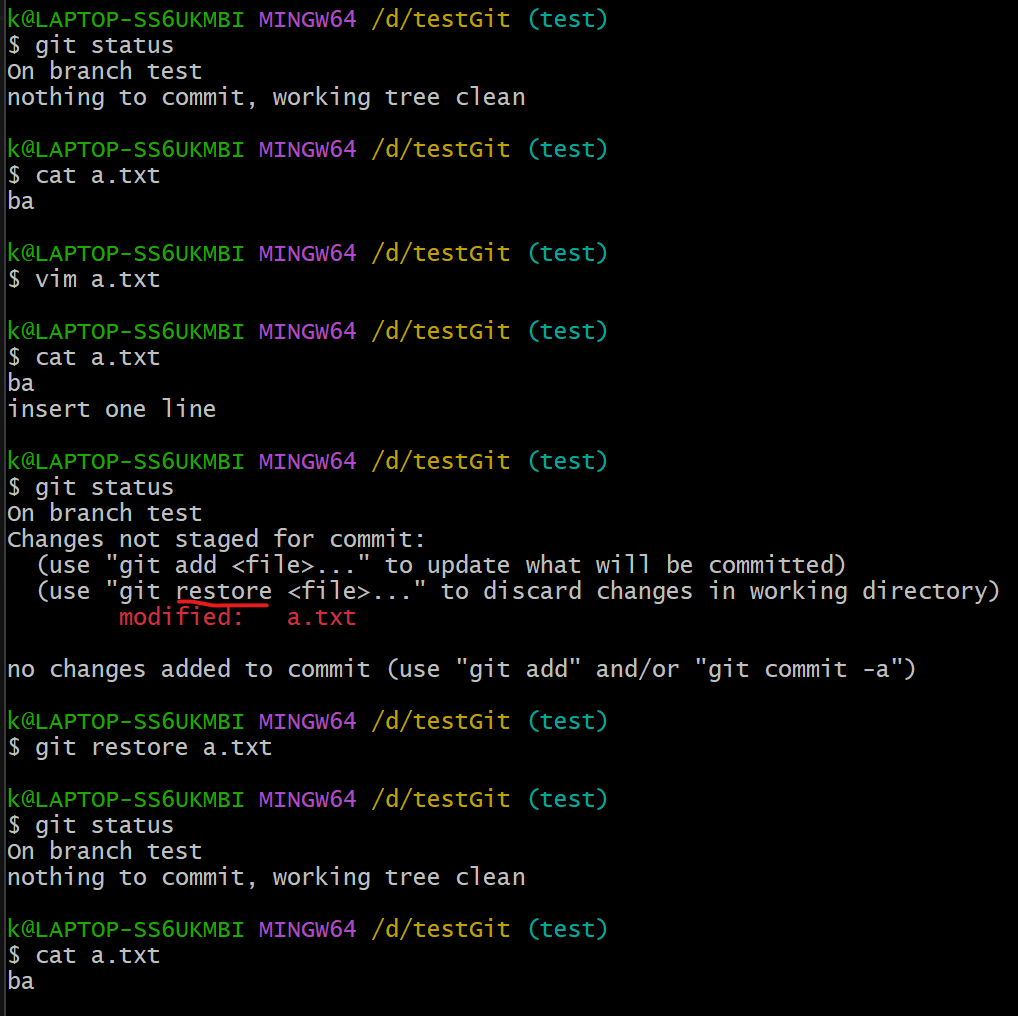 k@LAPTOP-SS6UKMBI MINGW64 /d/testGit (test)
$ git status
On branch test
nothing to commit, working tree clean
k@LAPTOP-SS6UKMBI MINGW64 /d/testGit (test)
$ cat a.txt
ba
k@LAPTOP-SS6UKMBI MINGW64 /d/testGit (test)
$ vim a.txt
k@LAPTOP-SS6UKMBI MINGW64 /d/testGit (test)
$ cat a.txt
ba
insert one line
k@LAPTOP-SS6UKMBI MINGW64 /d/testGit (test)
$ git status
On branch test
Changes not staged for commit:
  (use "git add <file>..." to update what will be committed)
  (use "git restore <file>..." to discard changes in working directory)
        modified:   a.txt
no changes added to commit (use "git add" and/or "git commit -a")
k@LAPTOP-SS6UKMBI MINGW64 /d/testGit (test)
$ git restore a.txt
k@LAPTOP-SS6UKMBI MINGW64 /d/testGit (test)
$ git status
On branch test
nothing to commit, working tree clean
k@LAPTOP-SS6UKMBI MINGW64 /d/testGit (test)
$ cat a.txt
ba